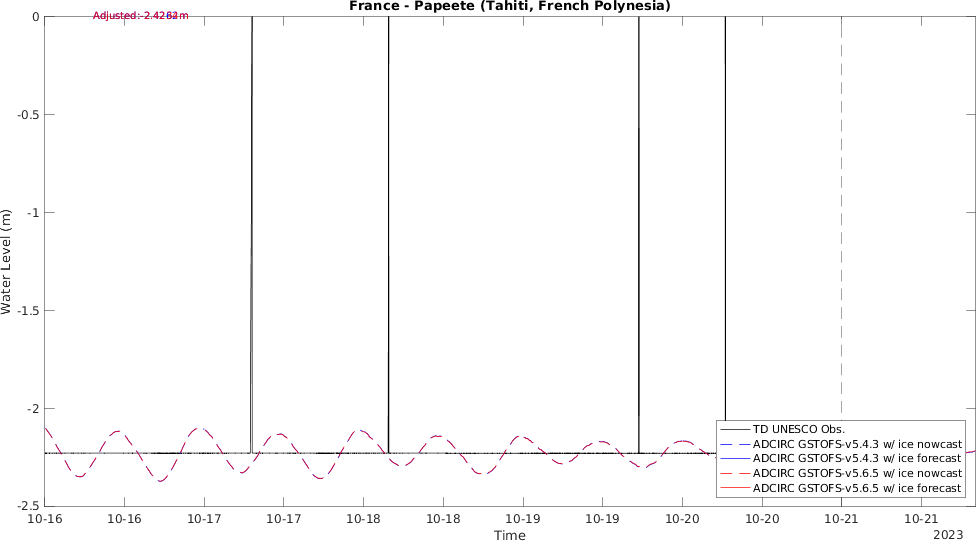 France - Papeete (Tahiti, French Polynesia)
0
-0.5
-1
-1.5
-2
-2.5
Water Level (m)
TD UNESCO Obs.
ADCIRC GSTOFS-v5.4.3 w/ ice nowcast
ADCIRC GSTOFS-v5.4.3 w/ ice forecast
ADCIRC GSTOFS-v5.6.5 w/ ice nowcast
ADCIRC GSTOFS-v5.6.5 w/ ice forecast
10-16 10-16 10-17 10-17 10-18 10-18 10-19 10-19 10-20 10-20 10-21 10-21
Time
2023